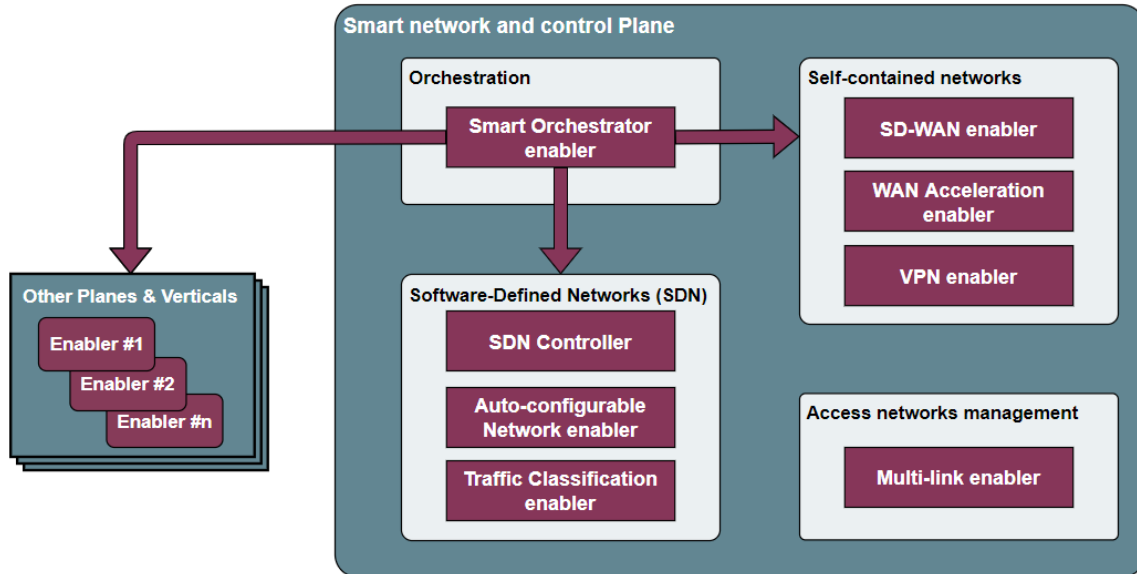 Smart network and control Plane
Orchestration
Smart Orchestrator
enabler
Self-contained networks
SD-WAN enabler
WAN Acceleration
enabler
VPN enabler
Other Planes & Verticals
Enabler #1
Enabler #2
Enabler #n
Software-Defined Networks (SDN)
SDN Controller
Auto-configurable
Network enabler
Traffic Classification
enabler
Access networks management
Multi-link enabler